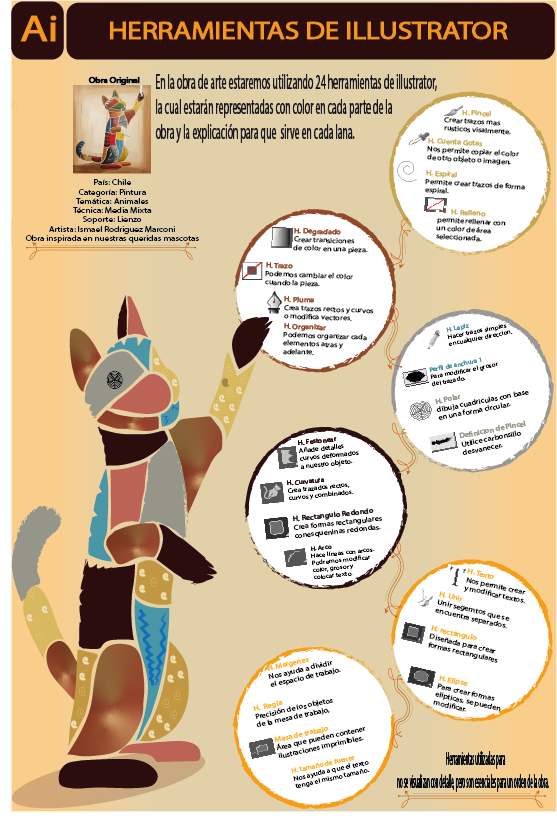 Ai
HERRAMIENTAS DE ILLUSTRATOR
Obra Original
En la obra de arte estaremos utilizando 24 herramientas de illustrator,
la cual estarán representadas con color en cada parte de la
obra y la explicación para que sirve en cada lana.
País: Chile
Categoría: Pintura
Temática: Animales
Técnica: Media Mixta
Soporte: Lienzo
Artista: Ismael Rodriguez Marconi
Obra inspirada en nuestras queridas mascotas
H. Pincel
Crear trazos mas
rusticos visalmente.
H. Cuenta Gotas
Nos permite copiar el color
de otro objeto o imagen.
H. Espiral
Permite crear trazos de forma
espiral.
H. Relleno
permite rellenar con
un color de área
seleccionada.
H. Degradado
Crear transiciones
de color en una pieza.
H. Trazo
Podemos cambiar el color
cuando la pieza.
H. Pluma
Crea trazos rectos y curvos
o modifica vectores.
H. Organizar
Podemos organizar cada
elementos atras y
adelante.
H. Lapiz
Hacer trazos simples
en cualquier direccion.
Perfil de anchura 1
Para modificar el grosor
del trazado.
H. Polar
dibuja cuadriculas con base
en una forma circular.
Definicion de Pincel
Utilice carbonsillo
desvanecer.
H. Festonear
Añade detalles
curvos deformados
a nuestro objeto.
H. Curvatura
Crea trazados rectos,
curvos y combinados.
H. Rectangulo Redondo
Crea formas rectangulares
con esqueninas redondas.
H. Arco
Hace lineas con arcos.
Podremos modificar
color, grosor y
colocar texto
H. Texto
Nos permite crear
y modificar textos.
H. Unir
Unir segemtos que se
encuentra separados.
H. rectangulo
Diseñada para crear
formas rectangulares
H. Elipse
Para crear formas
elipticas, se pueden
modificar.
H. Margenes
Nos ayuda a dividir
el espacio de trabajo.
H. Regla
Precisión de los objetos
de la mesa de trabajo.
Mesa de trabajo
Área que pueden contener
ilustraciones imprimibles.
H. tamaño de fuente
Nos ayuda a que el texto
tenga el mismo tamaño.
Herramientas utilizadas para
no se visualizan con detalle, pero son esenciales para un orden de la obra.